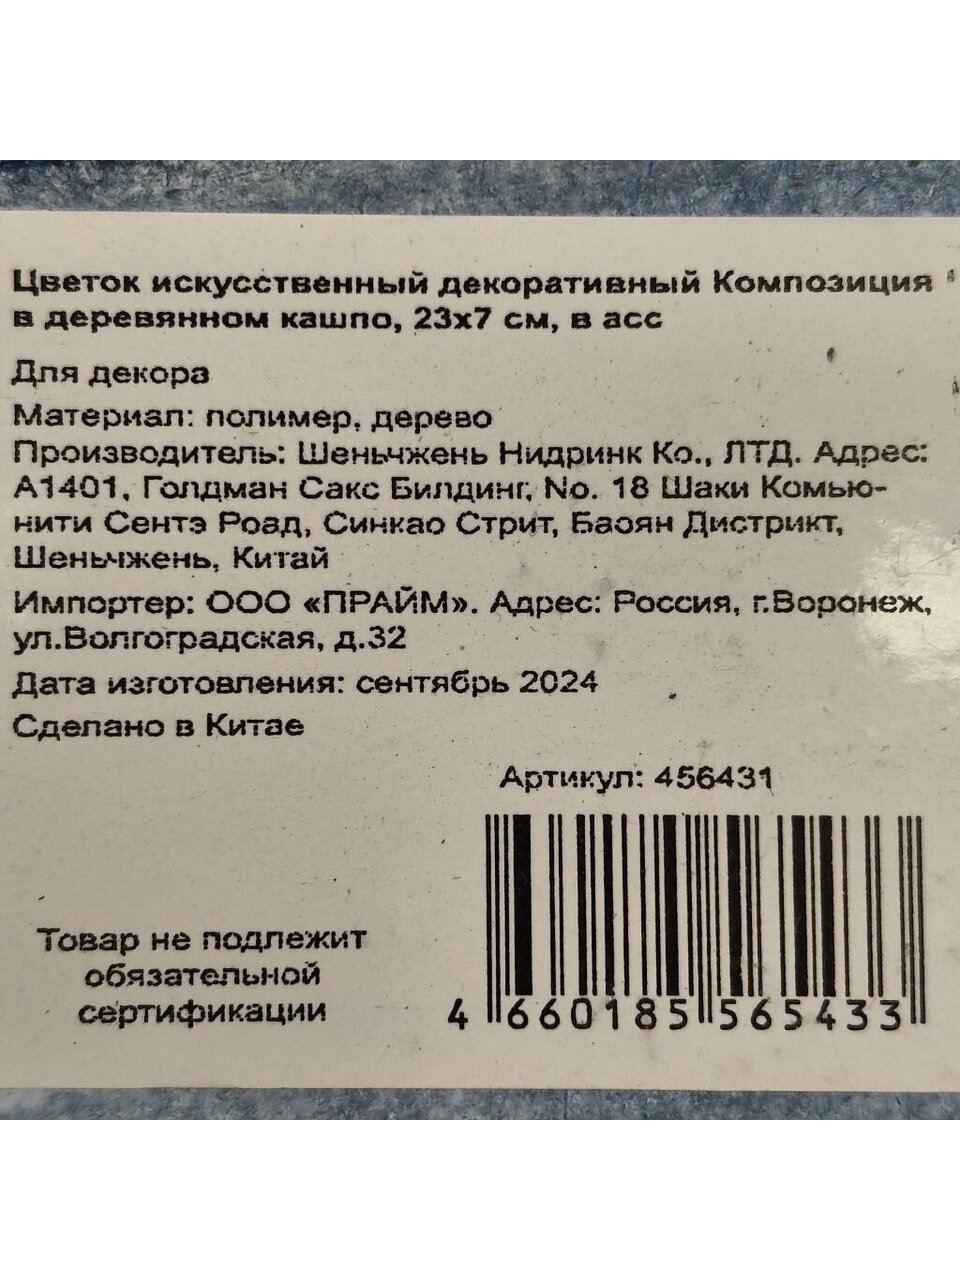 Цветок искусственный декоративный Композиция
в деревянном кашпо, 23х7 см, в асс
Для декора
Материал: полимер, дерево
Производитель: Шеньчжень Нидринк Ко., ЛТД. Адрес:
А1401, Голдман Сакс Билдинг, No. 18 Шаки Комью-
нити Сентэ Роад, Синкао Стрит, Баоян Дистрикт,
Шеньчжень, Китай
Импортер: ООО «ПРАЙМ». Адрес: Россия, г.Воронеж,
ул.Волгоградская, д.32
Дата изготовления: сентябрь 2024
Сделано в Китае
Артикул: 456431
Товар не подлежит
обязательной
сертификации
4 660185 565433